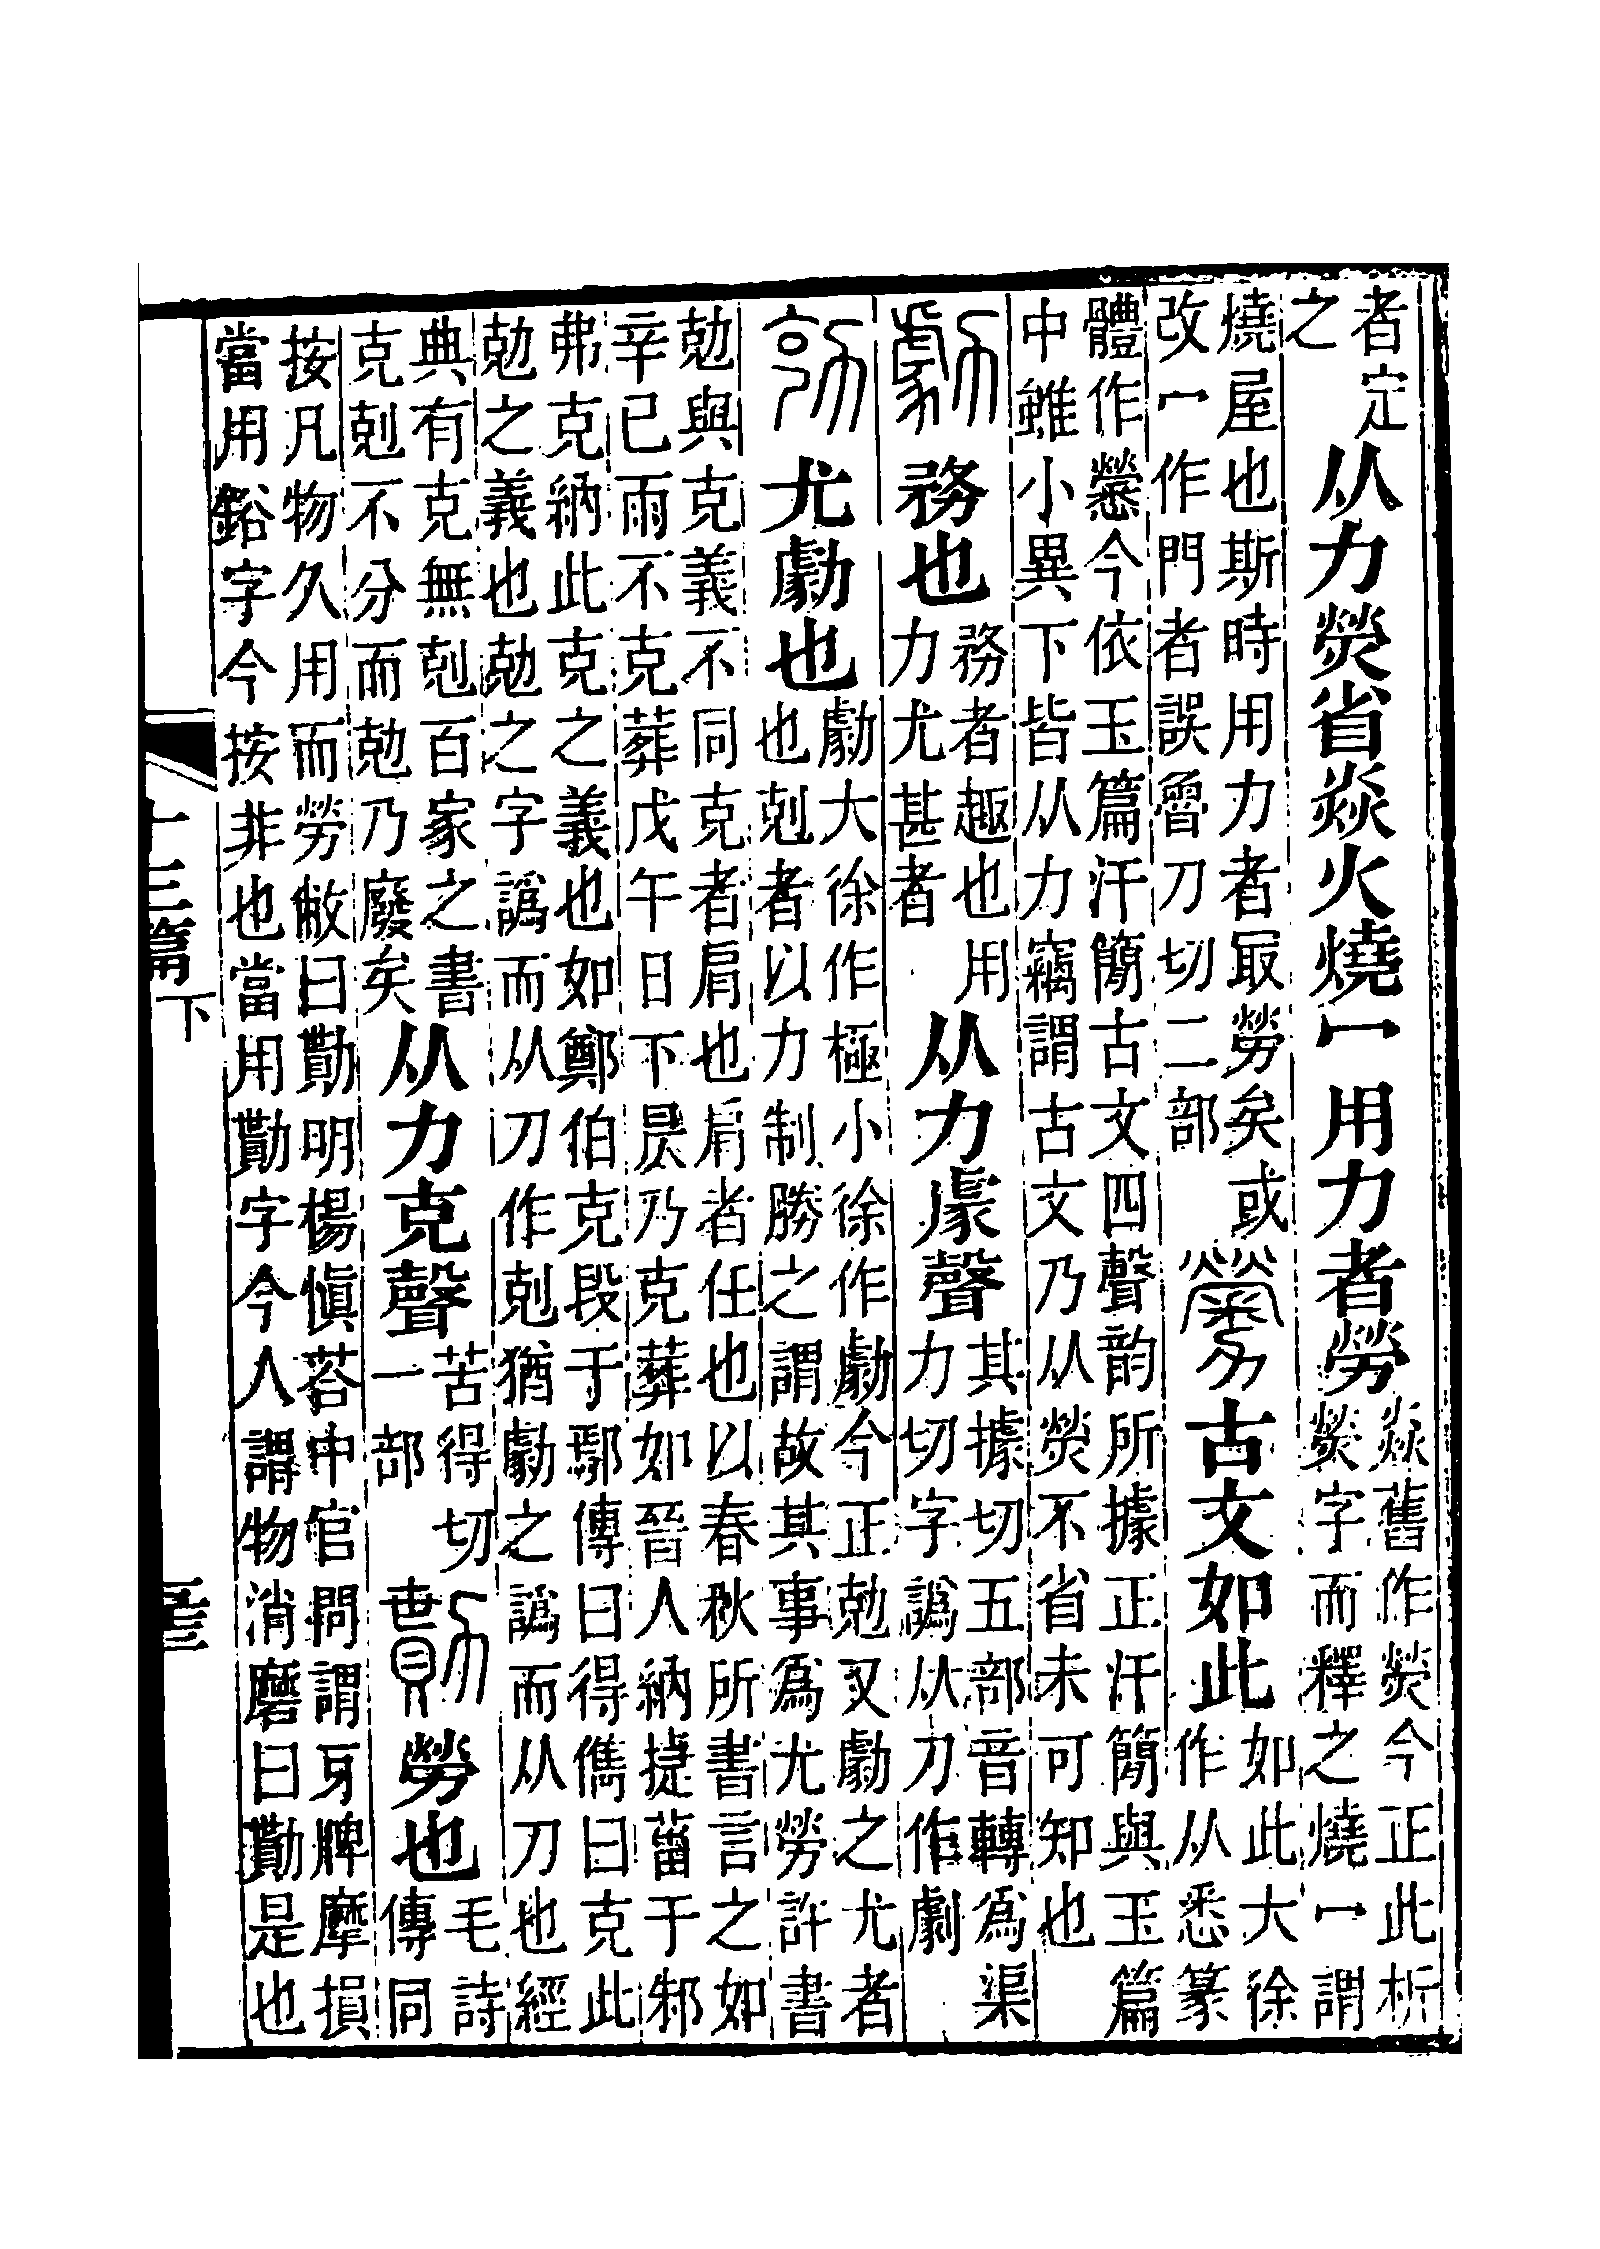 者定之从力熒省焱火燒冖用力者勞焱舊作熒今正此析熒字而釋之燒冖謂
燒屋也斯時用力者冣勞矣或改冖作門者誤魯刀切二部𢥒古文如此如此大徐作从悉篆
體作𢥒今依玉篇汗簡古文四聲韵所據正汗簡與玉篇中雖小異下皆从力竊謂古文乃从熒不省未可知也
勮務也務者趣也用力尤甚者从力豦聲其據切五部音轉爲渠力切字譌从刀作劇
勀尤勮也勮大徐作極小徐作勮今正勀又勮之尤者也剋者以力制勝之謂故其事爲尤勞許書
勀與克義不同克者肩也肩者任也以春秋所書言之如辛巳雨不克葬戊午日下昃乃克葬如晉人納捷菑于邾
弗克納此克之義也如鄭伯克段于鄢傳曰得儁曰克此勀之義也勀之字譌而从刀作剋猶勮之譌而从刀也經
典有克無剋百家之書克剋不分而勀乃廢矣从力克聲苦得切一部勩勞也毛詩傳同
按凡物久用而勞敝曰勩明楊愼荅中官問謂牙牌摩損當用鋊字今按非也當用勩字今人謂物消磨曰勩是也
十三篇下